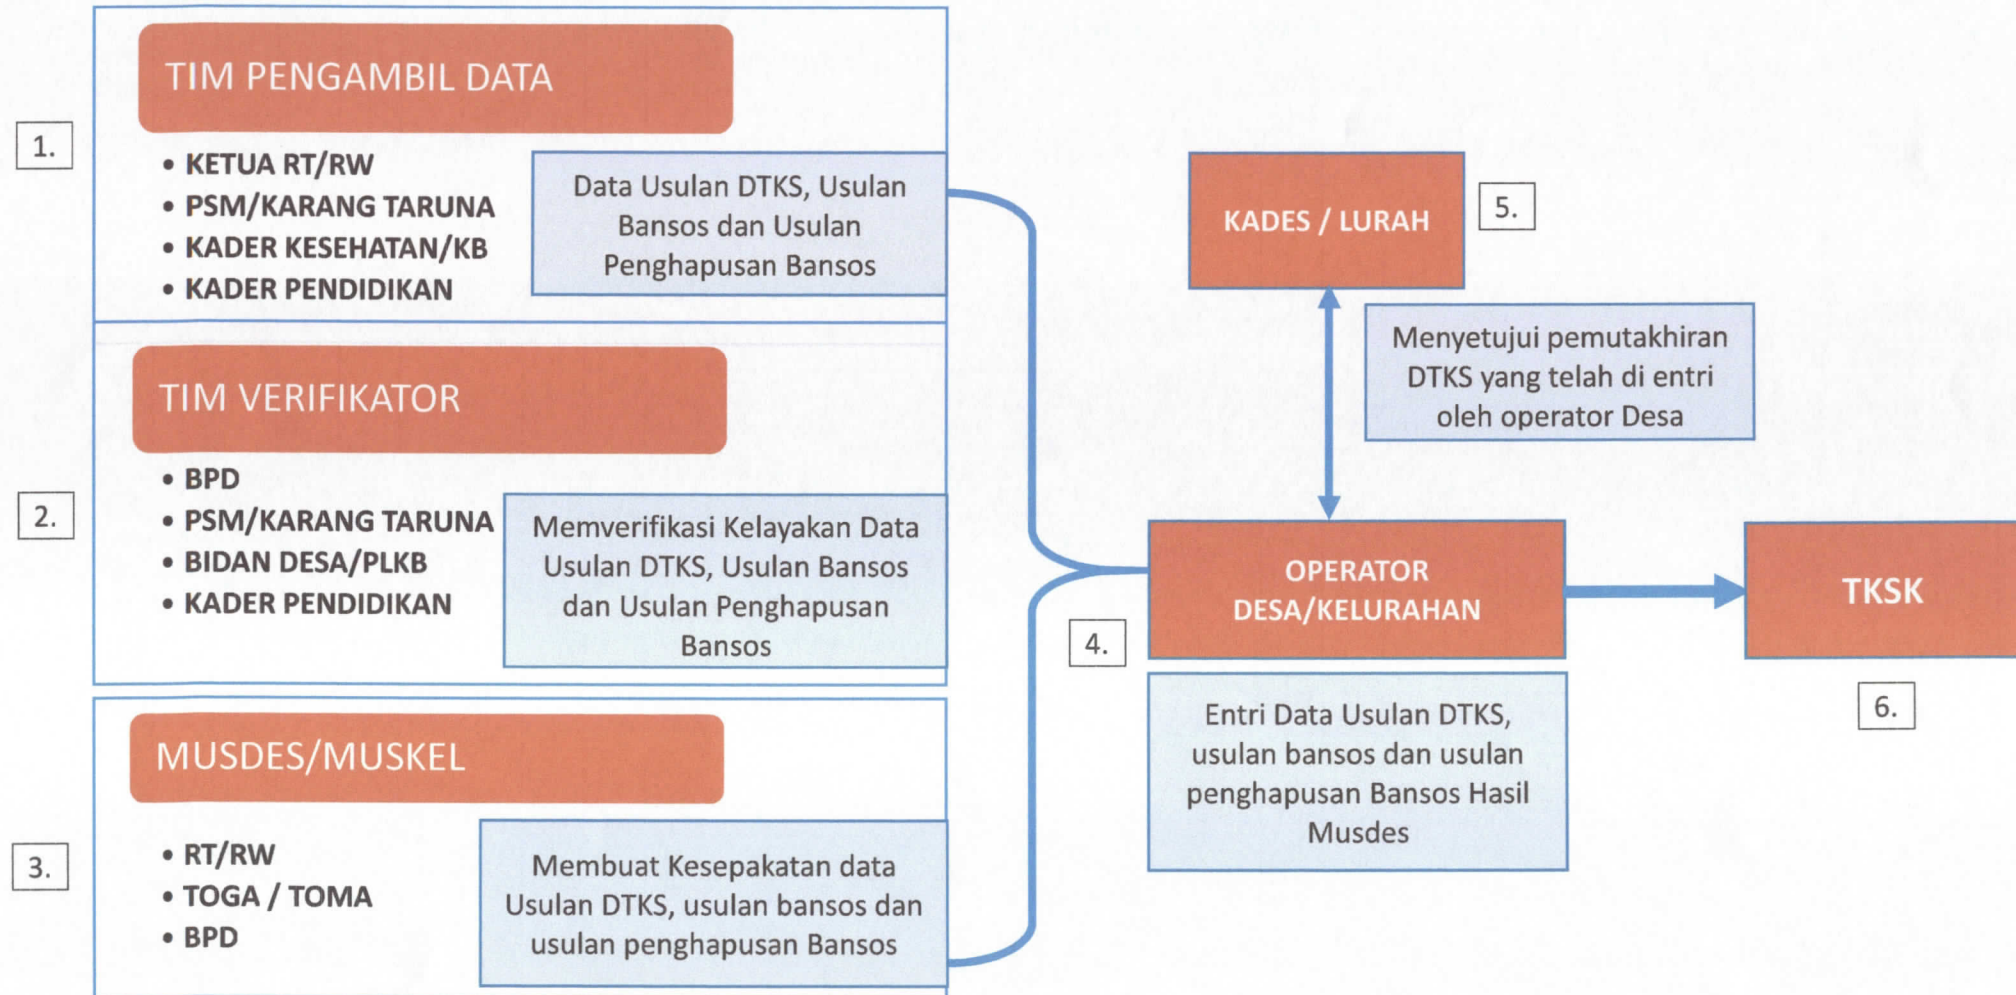 1.
TIM PENGAMBIL DATA
• KETUA RT/RW
• PSM/KARANG TARUNA
• KADER KESEHATAN/KB
• KADER PENDIDIKAN
Data Usulan DTKS, Usulan
Bansos dan Usulan
Penghapusan Bansos
2.
TIM VERIFIKATOR
• BPD
• PSM/KARANG TARUNA
• BIDAN DESA/PLKB
• KADER PENDIDIKAN
Memverifikasi Kelayakan Data
Usulan DTKS, Usulan Bansos
dan Usulan Penghapusan
Bansos
3.
MUSDES/MUSKEL
• RT/RW
• TOGA / TOMA
• BPD
Membuat Kesepakatan data
Usulan DTKS, usulan bansos dan
usulan penghapusan Bansos
4.
OPERATOR
DESA/KELURAHAN
Entri Data Usulan DTKS,
usulan bansos dan usulan
penghapusan Bansos Hasil
Musdes
KADES / LURAH
5.
Menyetujui pemutakhiran
DTKS yang telah di entri
oleh operator Desa
TKSK
6.